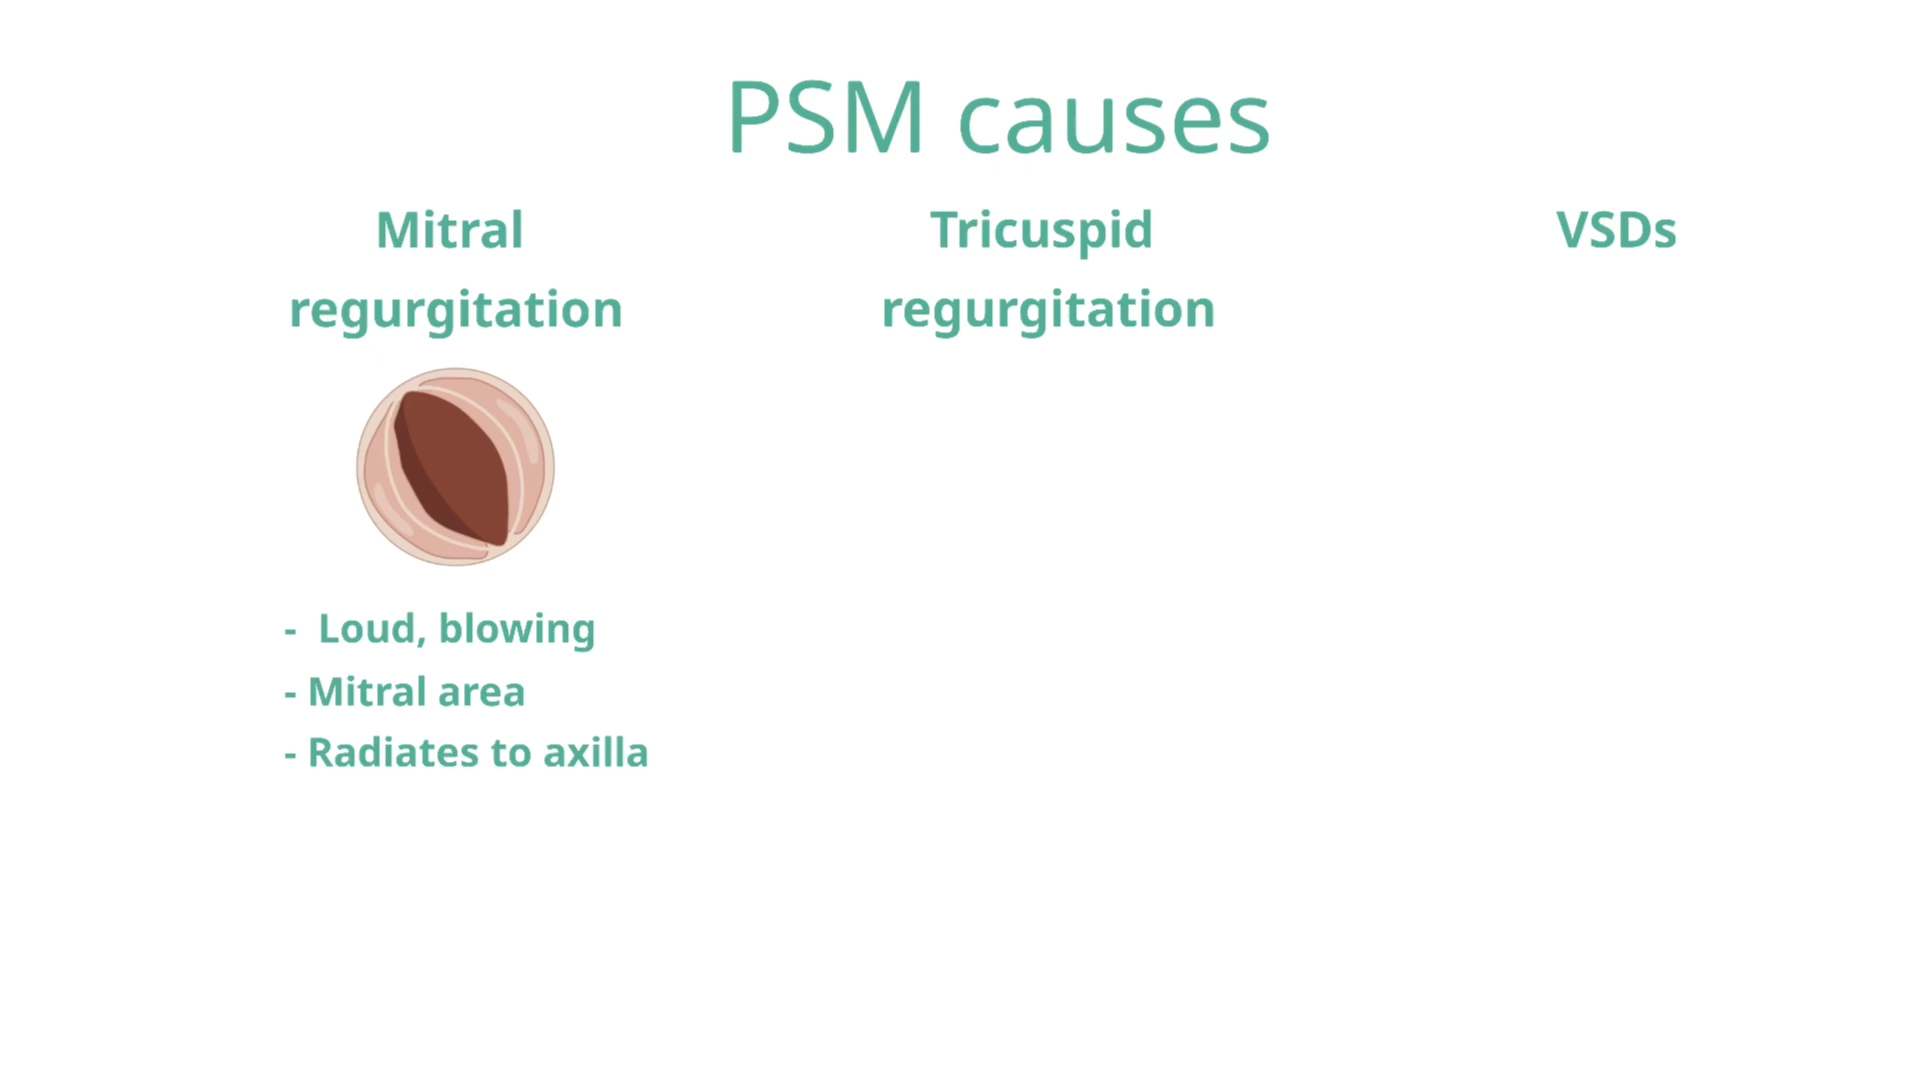 PSM causes
Mitral
regurgitation
Tricuspid
regurgitation
VSDs
- Loud, blowing
- Mitral area
- Radiates to axilla